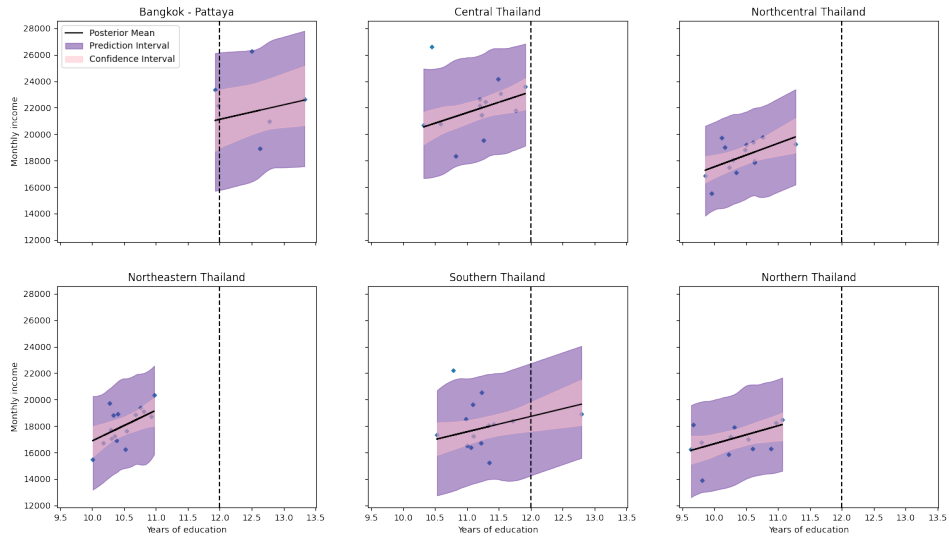 Bangkok - Pattaya
Central Thailand
Northcentral Thailand
28000
26000
24000
22000
20000
18000
16000
14000
12000
Monthly income
Posterior Mean
Prediction Interval
Confidence Interval
Northeastern Thailand
Southern Thailand
Northern Thailand
28000
26000
24000
22000
20000
18000
16000
14000
12000
Monthly income
9.5 10.0 10.5 11.0 11.5 12.0 12.5 13.0 13.5
9.5 10.0 10.5 11.0 11.5 12.0 12.5 13.0 13.5
9.5 10.0 10.5 11.0 11.5 12.0 12.5 13.0 13.5
Years of education
Years of education
Years of education